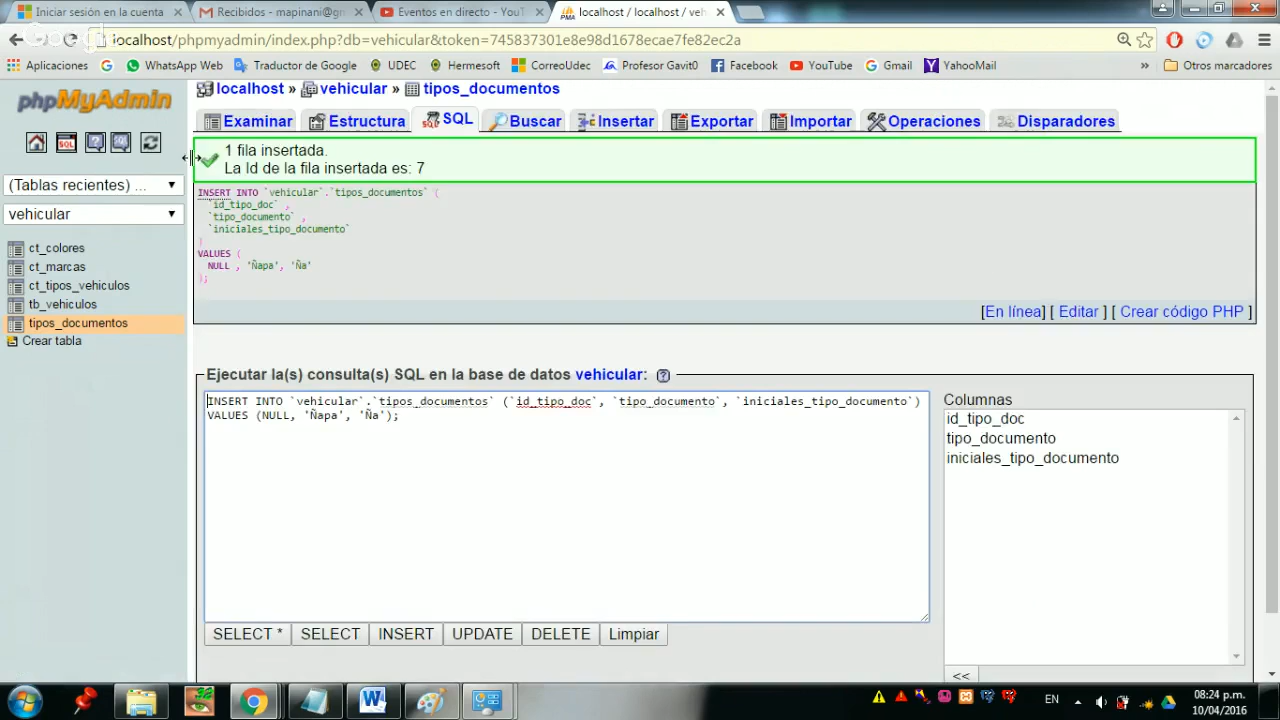 Iniciar sesión en la cuenta
Recibidos - mapinani@gm
Eventos en directo - YouT
localhost / localhost / veh
localhost/phpmyadmin/index.php?db=vehicular&token=745837301e8e98d1678ecae7fe82ec2a
Aplicaciones WhatsApp Web Traductor de Google UDEC Hermesoft CorreoUdec Profesor Gavit0 Facebook YouTube Gmail YahooMail » Otros marcadores
phpMyAdmin
localhost » vehicular » tipos_documentos
Examinar Estructura SQL Buscar Insertar Exportar Importar Operaciones Disparadores
(Tablas recientes) ...
vehicular
ct_colores
ct_marcas
ct_tipos_vehiculos
tb_vehiculos
tipos_documentos
Crear tabla
1 fila insertada.
La Id de la fila insertada es: 7
INSERT INTO `vehicular`.`tipos_documentos` (
`id_tipo_doc` ,
`tipo_documento` ,
`iniciales_tipo_documento`
)
VALUES (
NULL , 'Ñapa', 'Ña'
);
[En línea] [ Editar ] [ Crear código PHP ]
Ejecutar la(s) consulta(s) SQL en la base de datos vehicular:
INSERT INTO `vehicular`.`tipos_documentos` (`id_tipo_doc`, `tipo_documento`, `iniciales_tipo_documento`)
VALUES (NULL, 'Ñapa', 'Ña');
Columnas
id_tipo_doc
tipo_documento
iniciales_tipo_documento
SELECT * SELECT INSERT UPDATE DELETE Limpiar
<<
EN
08:24 p.m.
10/04/2016